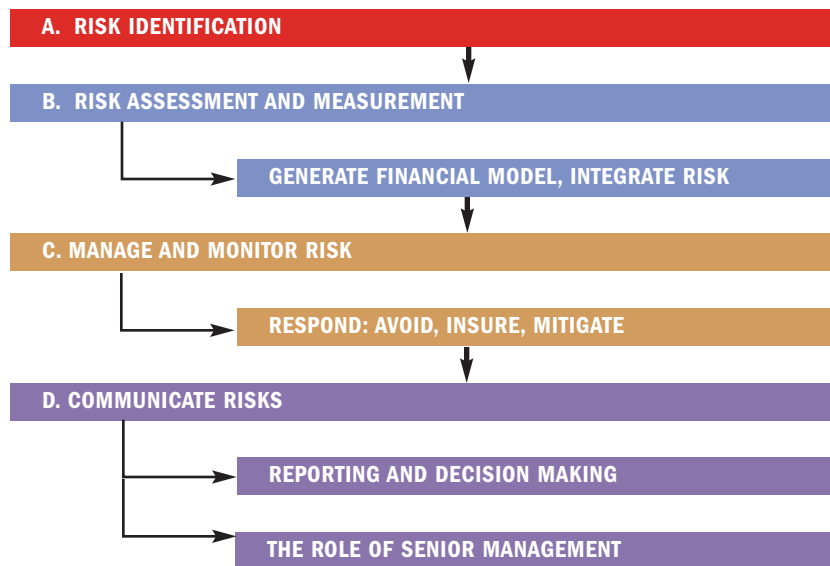 A. RISK IDENTIFICATION
B. RISK ASSESSMENT AND MEASUREMENT
GENERATE FINANCIAL MODEL, INTEGRATE RISK
C. MANAGE AND MONITOR RISK
RESPOND: AVOID, INSURE, MITIGATE
D. COMMUNICATE RISKS
REPORTING AND DECISION MAKING
THE ROLE OF SENIOR MANAGEMENT